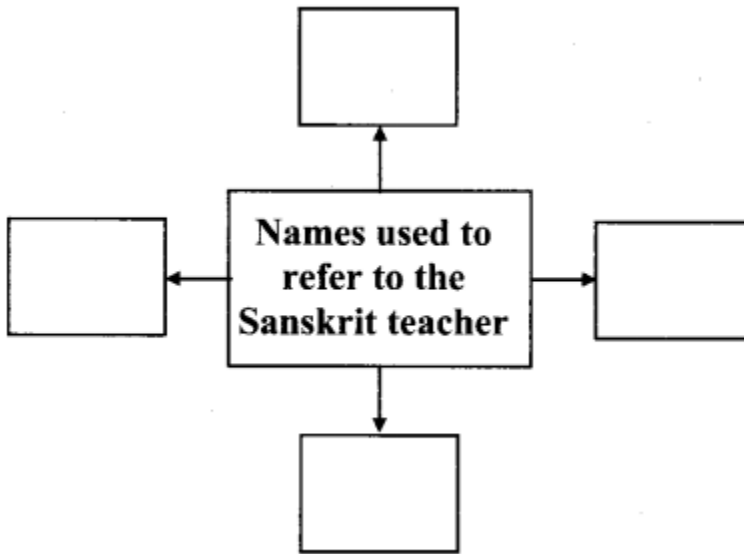 Names used to
refer to the
Sanskrit teacher